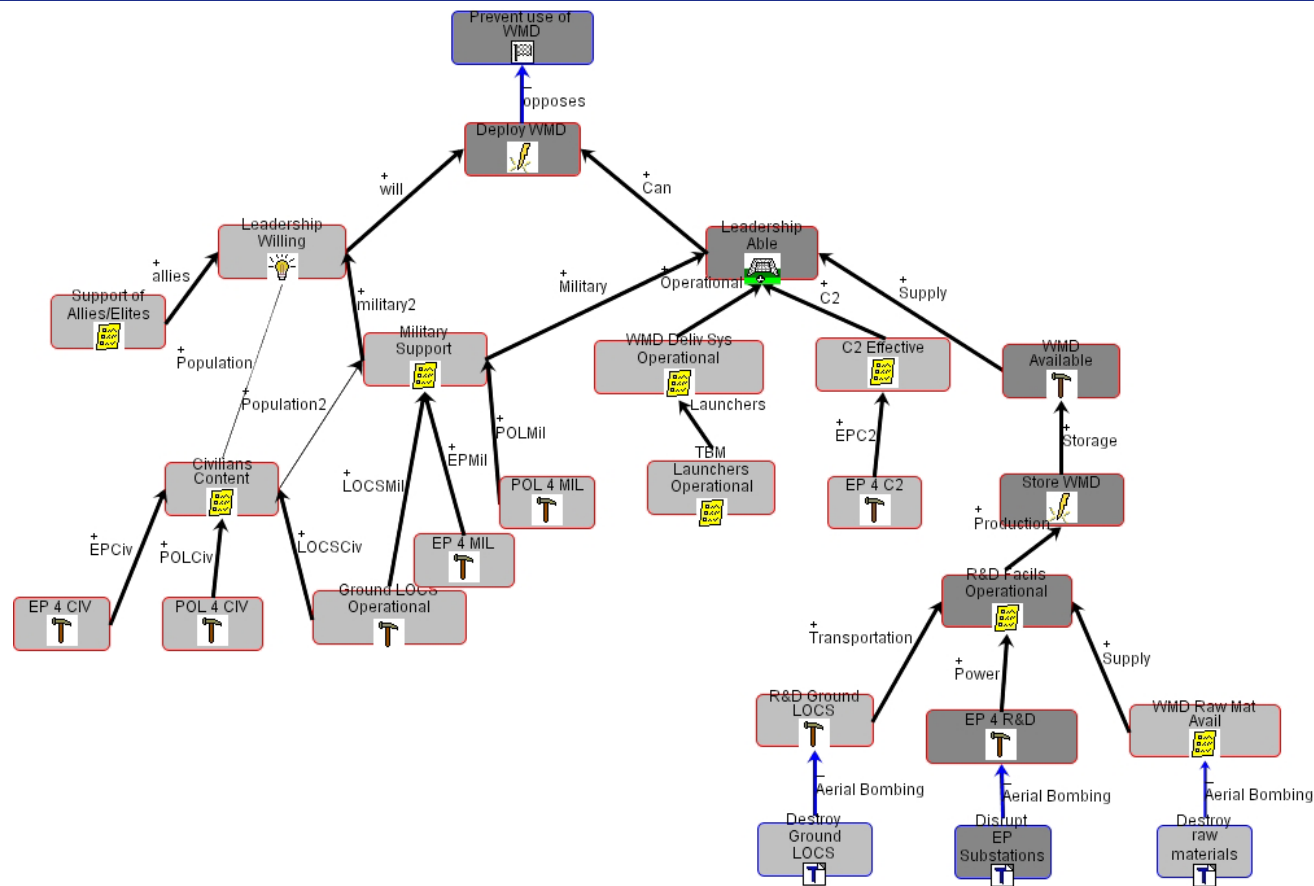 Prevent use of
WMD
–
opposes
Deploy WMD
+
will
+
Can
Leadership
Willing
Leadership
Able
+
allies
+
Military
+
Operational
+
C2
+
Supply
Support of
Allies/Elites
+
military2
Military
Support
WMD Deliv Sys
Operational
C2 Effective
WMD
Available
+
Population
+
Population2
Launchers
+
POLMil
+
EPC2
+
Storage
+
EPMil
+
LOCSMil
Civilians
Content
TBM
Launchers
Operational
POL 4 MIL
EP 4 C2
Store WMD
+
Production
+
EPCiv
+
POLCiv
+
LOCSCiv
EP 4 MIL
R&D Facils
Operational
EP 4 CIV
POL 4 CIV
Ground LOCS
Operational
+
Transportation
+
Power
+
Supply
R&D Ground
LOCS
EP 4 R&D
WMD Raw Mat
Avail
–
Aerial Bombing
–
Aerial Bombing
–
Aerial Bombing
Destroy
Ground
LOCS
Disrupt
EP
Substations
Destroy
raw
materials